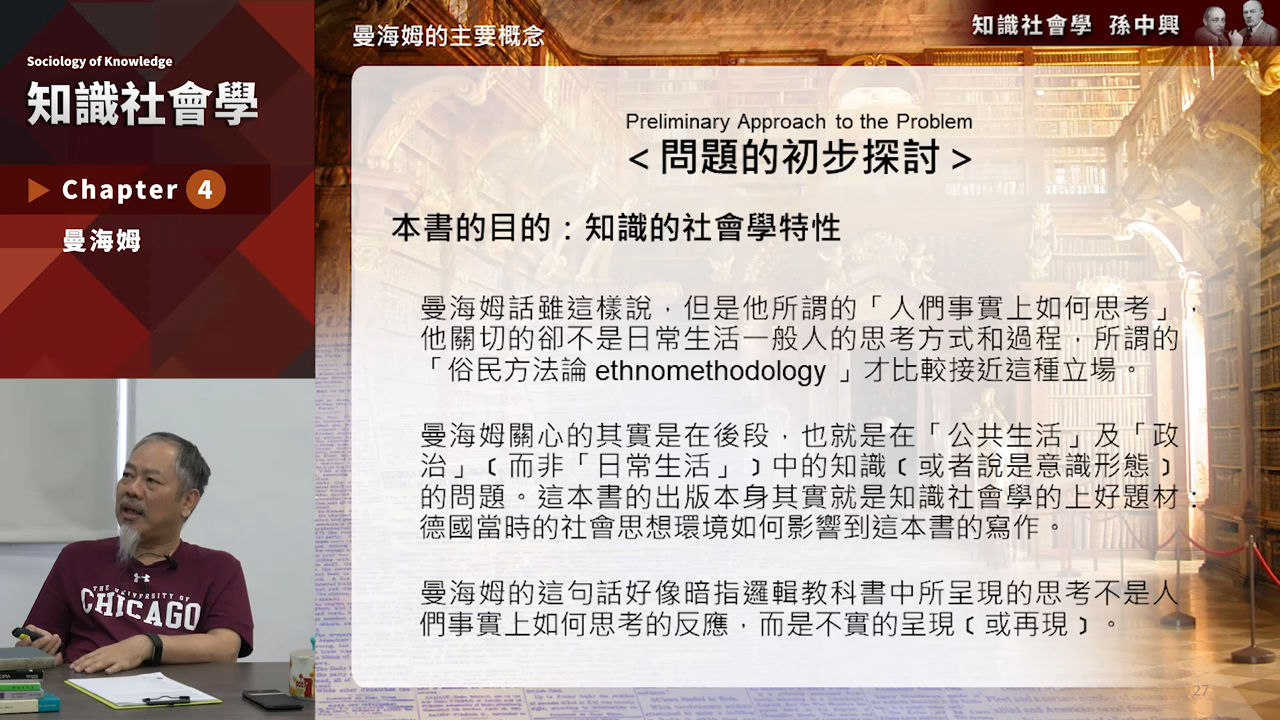 Sociology of Knowledge
知識社會學
Chapter 4
曼海姆
曼海姆的主要概念
知識社會學 孫中興
Preliminary Approach to the Problem
<問題的初步探討>
本書的目的：知識的社會學特性
曼海姆話雖這樣說，但是他所謂的「人們事實上如何思考」，
他關切的卻不是日常生活一般人的思考方式和過程，所謂的
「俗民方法論 ethnomethodology 」才比較接近這種立場。
曼海姆關心的其實是在後段，也就是在「公共生活」及「政
治」﹝而非「日常生活」﹞中的知識﹝或者說是意識形態﹞
的問題。這本書的出版本身其實就是知識社會學的上好題材：
德國當時的社會思想環境如何影響到這本書的寫作。
曼海姆的這句話好像暗指邏輯教科書中所呈現的思考不是人
們事實上如何思考的反應，而是不實的呈現﹝或再現﹞。
27
THE UNIVERSITY OF
CHICAGO